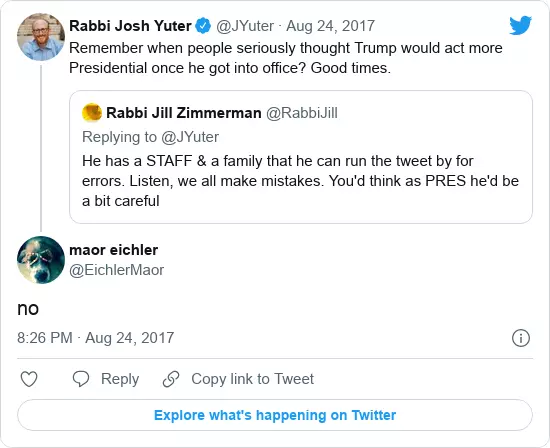 Rabbi Josh Yuter @JYuter · Aug 24, 2017
Remember when people seriously thought Trump would act more
Presidential once he got into office? Good times.
Rabbi Jill Zimmerman @RabbiJill
Replying to @JYuter
He has a STAFF & a family that he can run the tweet by for
errors. Listen, we all make mistakes. You'd think as PRES he'd be
a bit careful
maor eichler
@EichlerMaor
no
8:26 PM · Aug 24, 2017
Reply Copy link to Tweet
Explore what's happening on Twitter